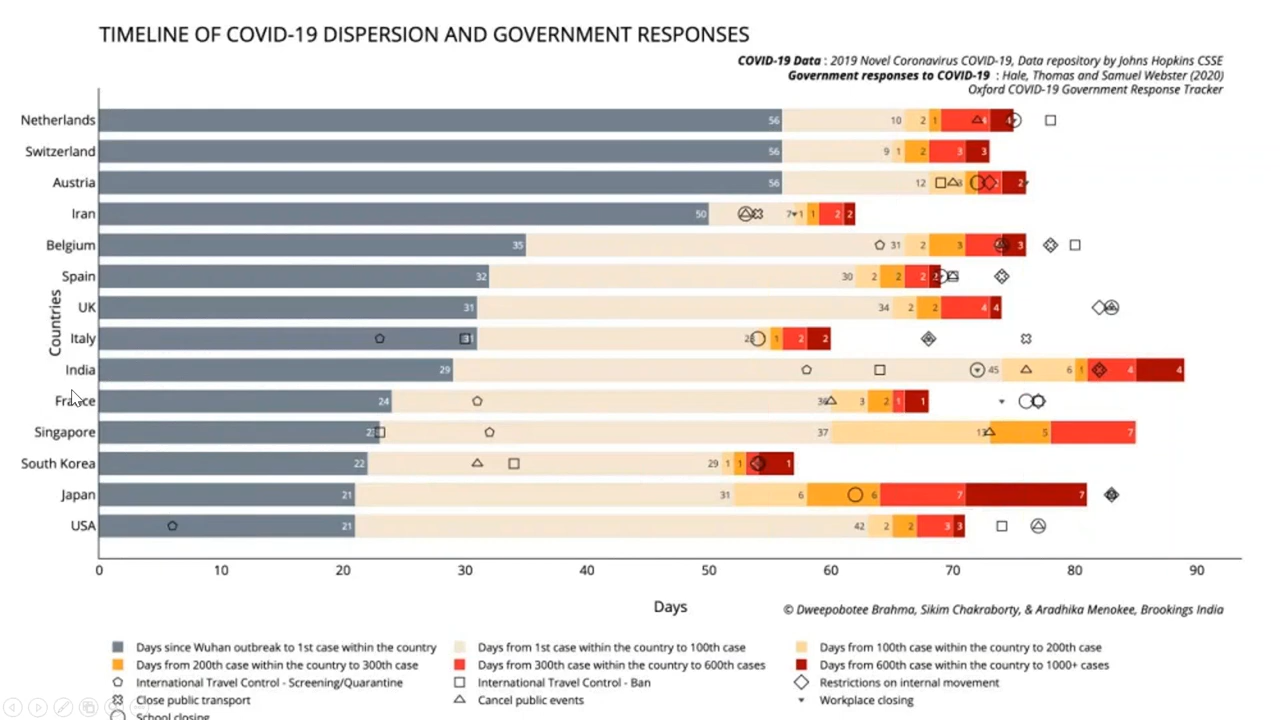 TIMELINE OF COVID-19 DISPERSION AND GOVERNMENT RESPONSES
COVID-19 Data : 2019 Novel Coronavirus COVID-19, Data repository by Johns Hopkins CSSE
Government responses to COVID-19 : Hale, Thomas and Samuel Webster (2020)
Oxford COVID-19 Government Response Tracker
Countries
Netherlands 56 10 2 1
Switzerland 56 9 1 2 3 3
Austria 56 12 2
Iran 50 7 1 1 2 2
Belgium 35 31 2 3 3
Spain 32 30 2 2 2
UK 31 34 2 2 4 4
Italy 31 1 2 2
India 29 45 6 1 4 4
France 24 3 2 1 1
Singapore 37 5 7
South Korea 22 29 1 1 1
Japan 21 31 6 6 7 7
USA 21 42 2 2 3 3
0 10 20 30 40 50 60 70 80 90
Days
© Dweepobotee Brahma, Sikim Chakraborty, & Aradhika Menokee, Brookings India
Days since Wuhan outbreak to 1st case within the country Days from 1st case within the country to 100th case Days from 100th case within the country to 200th case
Days from 200th case within the country to 300th case Days from 300th case within the country to 600th cases Days from 600th case within the country to 1000+ cases
International Travel Control - Screening/Quarantine International Travel Control - Ban Restrictions on internal movement
Close public transport Cancel public events Workplace closing
School closing